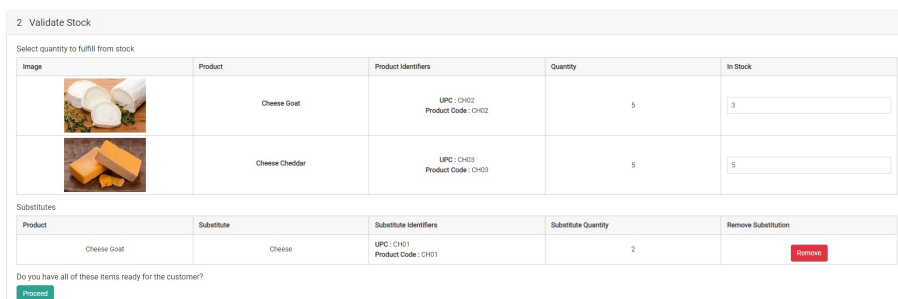 2 Validate Stock
Select quantity to fulfill from stock
Image Product Product Identifiers Quantity In Stock
Cheese Goat UPC : CH02 Product Code : CH02 5 3
Cheese Cheddar UPC : CH03 Product Code : CH03 5 5
Substitutes
Product Substitute Substitute Identifiers Substitute Quantity Remove Substitution
Cheese Goat Cheese UPC : CH01 Product Code : CH01 2 Remove
Do you have all of these items ready for the customer?
Proceed